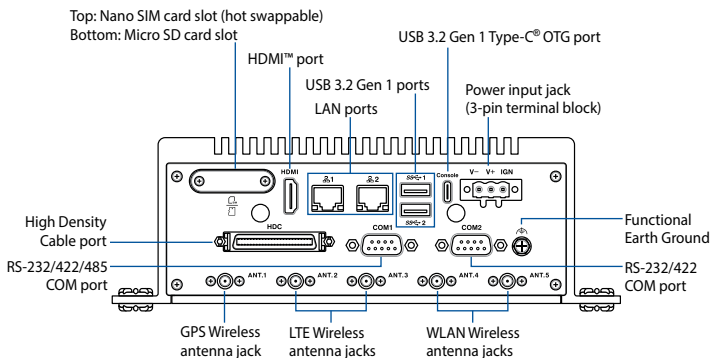 Top: Nano SIM card slot (hot swappable)
Bottom: Micro SD card slot
USB 3.2 Gen 1 Type-C® OTG port
HDMI™ port
USB 3.2 Gen 1 ports
Power input jack
(3-pin terminal block)
LAN ports
HDMI
1
2
SS 1
Console
V− V+ IGN
SS 2
High Density
Cable port
HDC
COM1
COM2
Functional
Earth Ground
RS-232/422/485
COM port
RS-232/422
COM port
ANT.1
ANT.2
ANT.3
ANT.4
ANT.5
GPS Wireless
antenna jack
LTE Wireless
antenna jacks
WLAN Wireless
antenna jacks